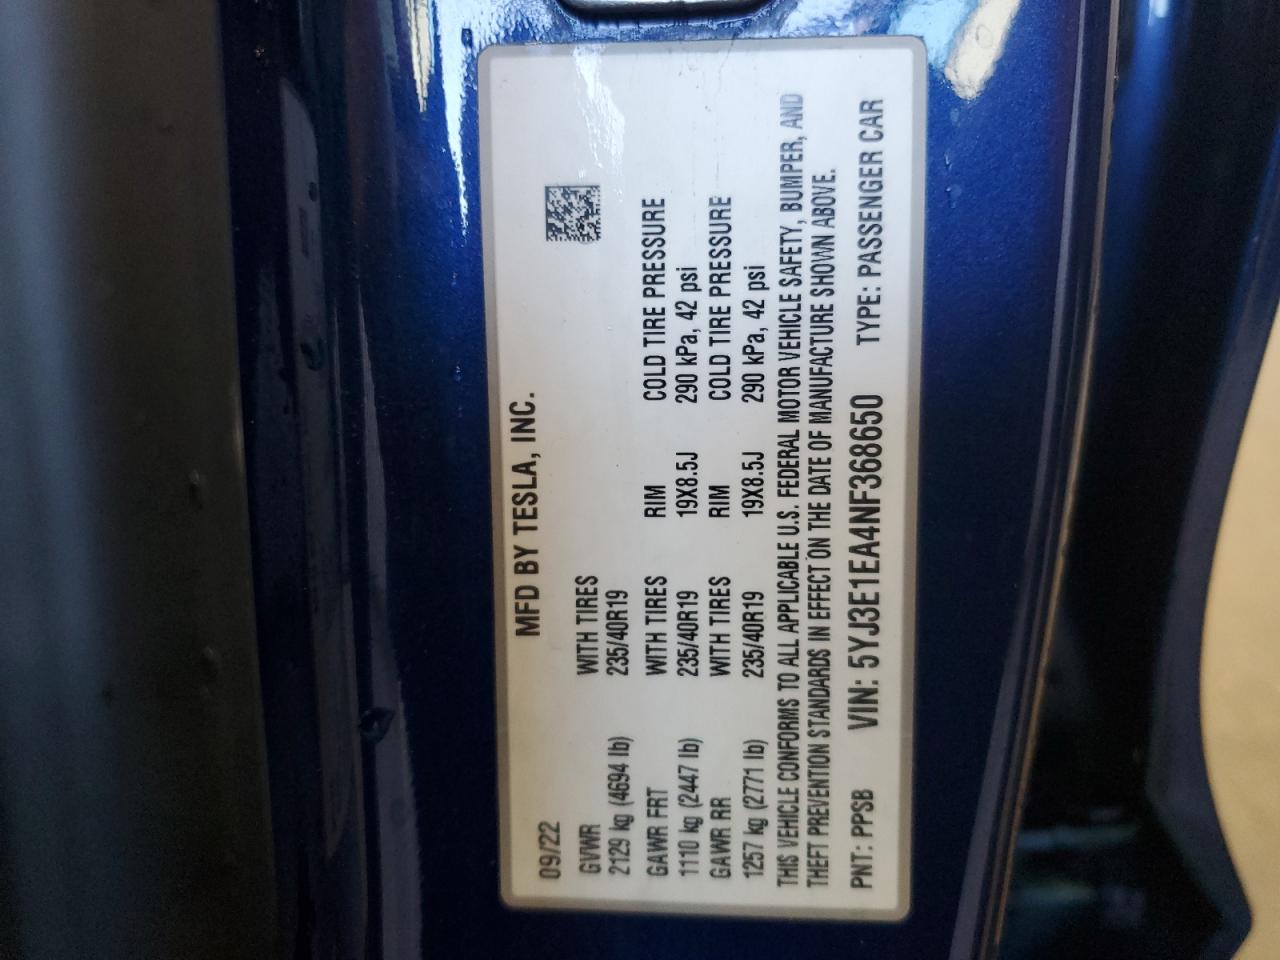 MFD BY TESLA, INC.
09/22
GVWR WITH TIRES
2129 kg (4694 lb) 235/40R19
GAWR FRT WITH TIRES RIM COLD TIRE PRESSURE
1110 kg (2447 lb) 235/40R19 19X8.5J 290 kPa, 42 psi
GAWR RR WITH TIRES RIM COLD TIRE PRESSURE
1257 kg (2771 lb) 235/40R19 19X8.5J 290 kPa, 42 psi
THIS VEHICLE CONFORMS TO ALL APPLICABLE U.S. FEDERAL MOTOR VEHICLE SAFETY, BUMPER, AND
THEFT PREVENTION STANDARDS IN EFFECT ON THE DATE OF MANUFACTURE SHOWN ABOVE.
PNT: PPSB VIN: 5YJ3E1EA4NF368650 TYPE: PASSENGER CAR